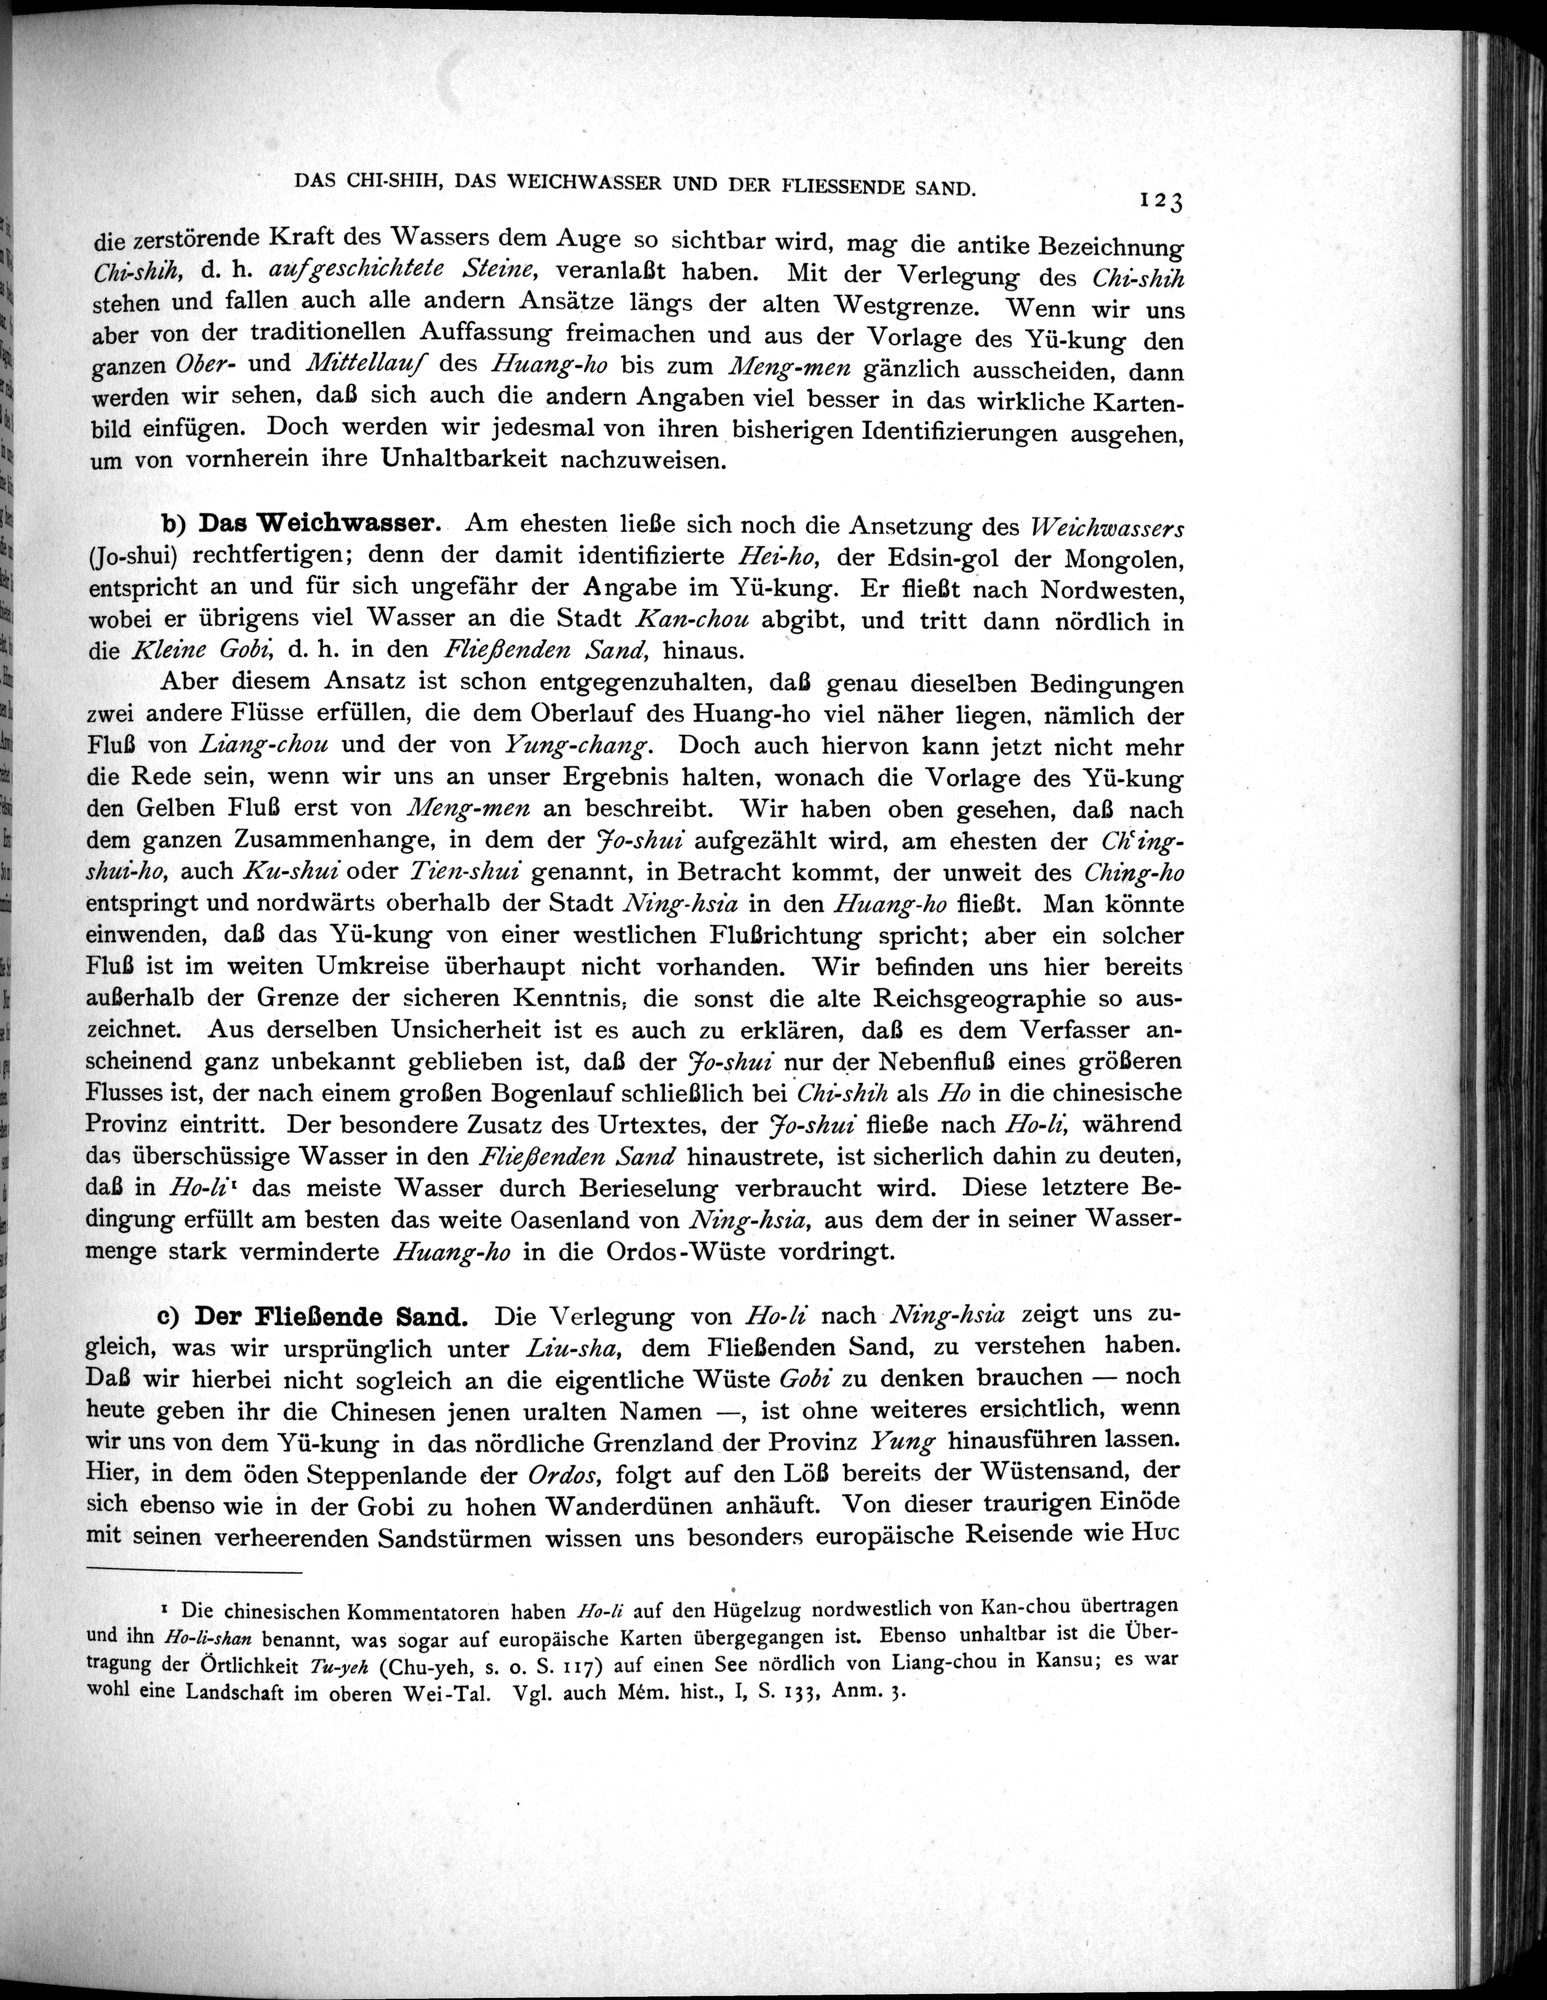 DAS CHI-SHIH, DAS WEICHWASSER UND DER FLIESSENDE SAND.
123
die zerstörende Kraft des Wassers dem Auge so sichtbar wird, mag die antike Bezeichnung
Chi-shih, d. h. aufgeschichtete Steine, veranlaßt haben. Mit der Verlegung des Chi-shih
stehen und fallen auch alle andern Ansätze längs der alten Westgrenze. Wenn wir uns
aber von der traditionellen Auffassung freimachen und aus der Vorlage des Yü-kung den
ganzen Ober- und Mittellauf des Huang-ho bis zum Meng-men gänzlich ausscheiden, dann
werden wir sehen, daß sich auch die andern Angaben viel besser in das wirkliche Karten-
bild einfügen. Doch werden wir jedesmal von ihren bisherigen Identifizierungen ausgehen,
um von vornherein ihre Unhaltbarkeit nachzuweisen.
b) Das Weichwasser. Am ehesten ließe sich noch die Ansetzung des Weichwassers
(Jo-shui) rechtfertigen; denn der damit identifizierte Hei-ho, der Edsin-gol der Mongolen,
entspricht an und für sich ungefähr der Angabe im Yü-kung. Er fließt nach Nordwesten,
wobei er übrigens viel Wasser an die Stadt Kan-chou abgibt, und tritt dann nördlich in
die Kleine Gobi, d. h. in den Fließenden Sand, hinaus.
Aber diesem Ansatz ist schon entgegenzuhalten, daß genau dieselben Bedingungen
zwei andere Flüsse erfüllen, die dem Oberlauf des Huang-ho viel näher liegen, nämlich der
Fluß von Liang-chou und der von Yung-chang. Doch auch hiervon kann jetzt nicht mehr
die Rede sein, wenn wir uns an unser Ergebnis halten, wonach die Vorlage des Yü-kung
den Gelben Fluß erst von Meng-men an beschreibt. Wir haben oben gesehen, daß nach
dem ganzen Zusammenhange, in dem der Jo-shui aufgezählt wird, am ehesten der Chʿing-
shui-ho, auch Ku-shui oder Tien-shui genannt, in Betracht kommt, der unweit des Ching-ho
entspringt und nordwärts oberhalb der Stadt Ning-hsia in den Huang-ho fließt. Man könnte
einwenden, daß das Yü-kung von einer westlichen Flußrichtung spricht; aber ein solcher
Fluß ist im weiten Umkreise überhaupt nicht vorhanden. Wir befinden uns hier bereits
außerhalb der Grenze der sicheren Kenntnis, die sonst die alte Reichsgeographie so aus-
zeichnet. Aus derselben Unsicherheit ist es auch zu erklären, daß es dem Verfasser an-
scheinend ganz unbekannt geblieben ist, daß der Jo-shui nur der Nebenfluß eines größeren
Flusses ist, der nach einem großen Bogenlauf schließlich bei Chi-shih als Ho in die chinesische
Provinz eintritt. Der besondere Zusatz des Urtextes, der Jo-shui fließe nach Ho-li, während
das überschüssige Wasser in den Fließenden Sand hinaustrete, ist sicherlich dahin zu deuten,
daß in Ho-li¹ das meiste Wasser durch Berieselung verbraucht wird. Diese letztere Be-
dingung erfüllt am besten das weite Oasenland von Ning-hsia, aus dem der in seiner Wasser-
menge stark verminderte Huang-ho in die Ordos-Wüste vordringt.
c) Der Fließende Sand. Die Verlegung von Ho-li nach Ning-hsia zeigt uns zu-
gleich, was wir ursprünglich unter Liu-sha, dem Fließenden Sand, zu verstehen haben.
Daß wir hierbei nicht sogleich an die eigentliche Wüste Gobi zu denken brauchen — noch
heute geben ihr die Chinesen jenen uralten Namen —, ist ohne weiteres ersichtlich, wenn
wir uns von dem Yü-kung in das nördliche Grenzland der Provinz Yung hinausführen lassen.
Hier, in dem öden Steppenlande der Ordos, folgt auf den Löß bereits der Wüstensand, der
sich ebenso wie in der Gobi zu hohen Wanderdünen anhäuft. Von dieser traurigen Einöde
mit seinen verheerenden Sandstürmen wissen uns besonders europäische Reisende wie Huc
¹ Die chinesischen Kommentatoren haben Ho-li auf den Hügelzug nordwestlich von Kan-chou übertragen
und ihn Ho-li-shan benannt, was sogar auf europäische Karten übergegangen ist. Ebenso unhaltbar ist die Über-
tragung der Örtlichkeit Tu-yeh (Chu-yeh, s. o. S. 117) auf einen See nördlich von Liang-chou in Kansu; es war
wohl eine Landschaft im oberen Wei-Tal. Vgl. auch Mém. hist., I, S. 133, Anm. 3.